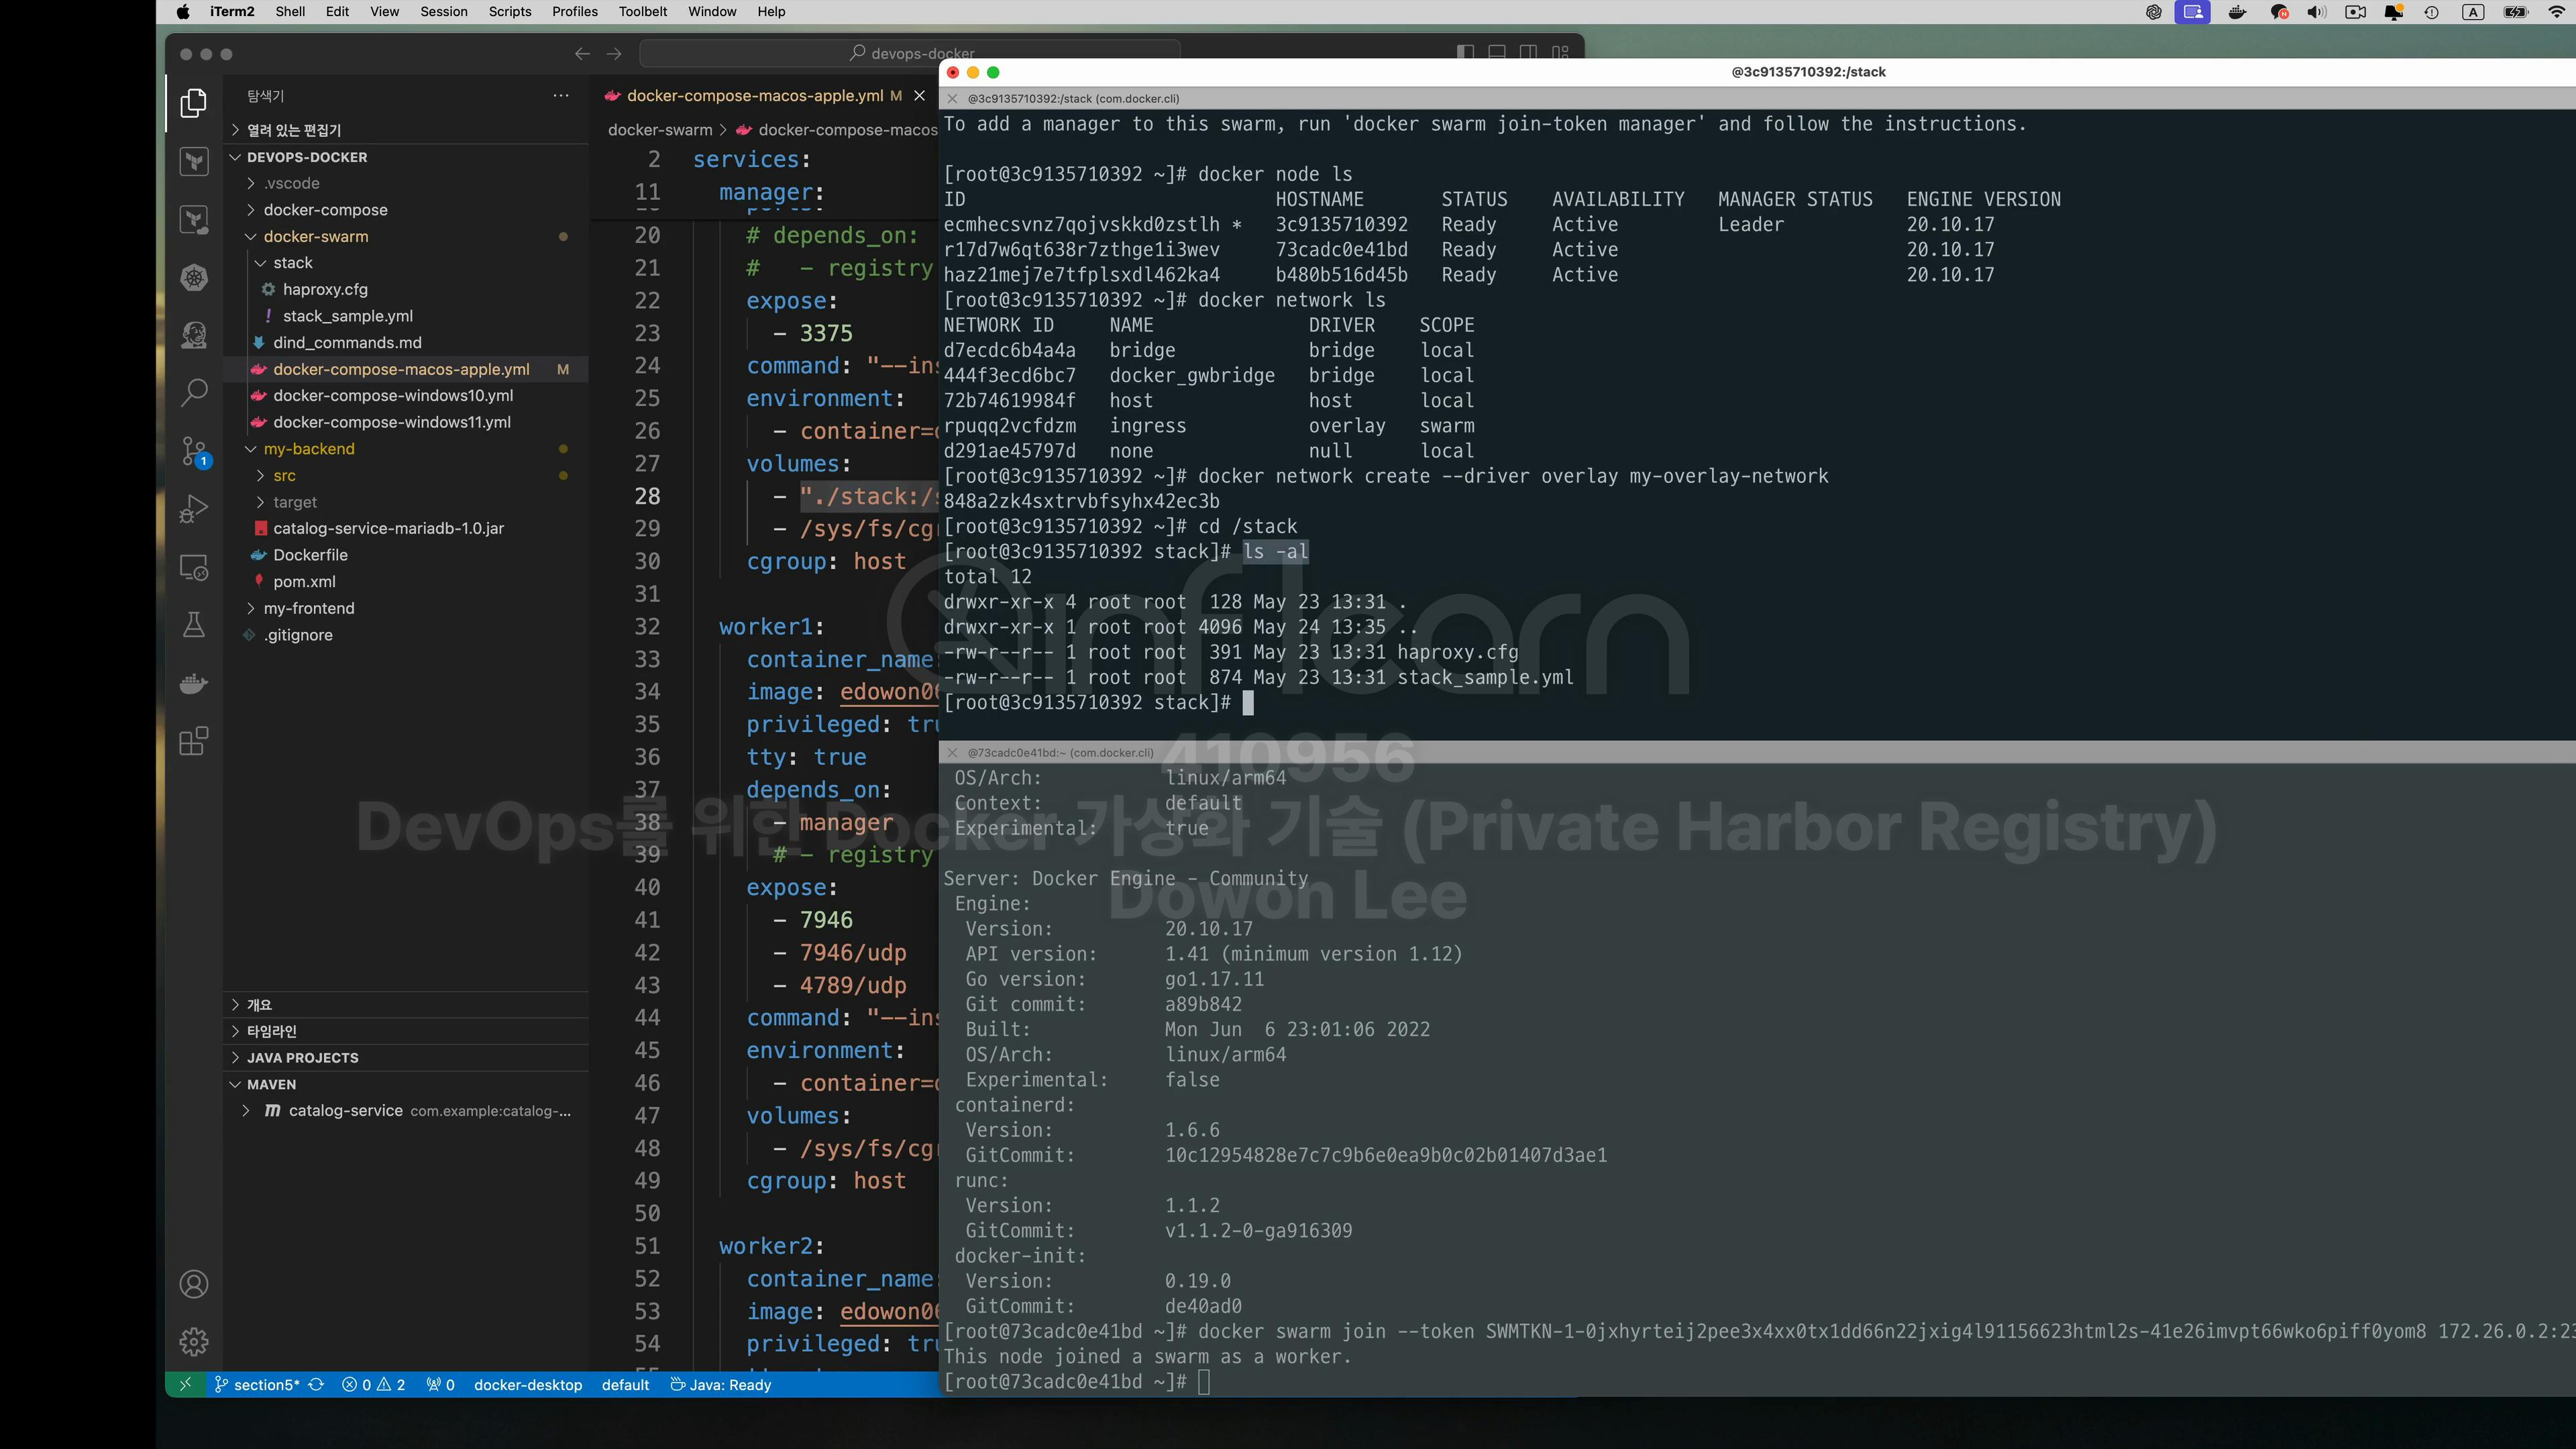 iTerm2 Shell Edit View Session Scripts Profiles Toolbelt Window Help
devops-docker
탐색기
열려 있는 편집기
DEVOPS-DOCKER
.vscode
docker-compose
docker-swarm
stack
haproxy.cfg
stack_sample.yml
dind_commands.md
docker-compose-macos-apple.yml M
docker-compose-windows10.yml
docker-compose-windows11.yml
my-backend
src
target
catalog-service-mariadb-1.0.jar
Dockerfile
pom.xml
my-frontend
.gitignore
개요
타임라인
JAVA PROJECTS
MAVEN
catalog-service com.example:catalog-...
1
docker-compose-macos-apple.yml M
docker-swarm > docker-compose-macos
2 services:
11 manager:
20 # depends_on:
21 # - registry
22 expose:
23 - 3375
24 command: "--ins
25 environment:
26 - container=
27 volumes:
28 - "./stack:/s
29 - /sys/fs/cgr
30 cgroup: host
31
32 worker1:
33 container_name:
34 image: edowon06
35 privileged: tru
36 tty: true
37 depends_on:
38 - manager
39 # - registry
40 expose:
41 - 7946
42 - 7946/udp
43 - 4789/udp
44 command: "--ins
45 environment:
46 - container=
47 volumes:
48 - /sys/fs/cgr
49 cgroup: host
50
51 worker2:
52 container_name:
53 image: edowon06
54 privileged: tru
section5* 0 2 0 docker-desktop default Java: Ready
@3c9135710392:/stack
@3c9135710392:/stack (com.docker.cli)
To add a manager to this swarm, run 'docker swarm join-token manager' and follow the instructions.
[root@3c9135710392 ~]# docker node ls
ID HOSTNAME STATUS AVAILABILITY MANAGER STATUS ENGINE VERSION
ecmhecsvnz7qojvskkd0zstlh * 3c9135710392 Ready Active Leader 20.10.17
r17d7w6qt638r7zthge1i3wev 73cadc0e41bd Ready Active 20.10.17
haz21mej7e7tfplsxdl462ka4 b480b516d45b Ready Active 20.10.17
[root@3c9135710392 ~]# docker network ls
NETWORK ID NAME DRIVER SCOPE
d7ecdc6b4a4a bridge bridge local
444f3ecd6bc7 docker_gwbridge bridge local
72b74619984f host host local
rpuqq2vcfdzm ingress overlay swarm
d291ae45797d none null local
[root@3c9135710392 ~]# docker network create --driver overlay my-overlay-network
848a2zk4sxtrvbfsyhx42ec3b
[root@3c9135710392 ~]# cd /stack
[root@3c9135710392 stack]# ls -al
total 12
drwxr-xr-x 4 root root 128 May 23 13:31 .
drwxr-xr-x 1 root root 4096 May 24 13:35 ..
-rw-r--r-- 1 root root 391 May 23 13:31 haproxy.cfg
-rw-r--r-- 1 root root 874 May 23 13:31 stack_sample.yml
[root@3c9135710392 stack]#
@73cadc0e41bd:~ (com.docker.cli)
OS/Arch: linux/arm64
Context: default
Experimental: true
Server: Docker Engine - Community
Engine:
Version: 20.10.17
API version: 1.41 (minimum version 1.12)
Go version: go1.17.11
Git commit: a89b842
Built: Mon Jun 6 23:01:06 2022
OS/Arch: linux/arm64
Experimental: false
containerd:
Version: 1.6.6
GitCommit: 10c12954828e7c7c9b6e0ea9b0c02b01407d3ae1
runc:
Version: 1.1.2
GitCommit: v1.1.2-0-ga916309
docker-init:
Version: 0.19.0
GitCommit: de40ad0
[root@73cadc0e41bd ~]# docker swarm join --token SWMTKN-1-0jxhyrteij2pee3x4xx0tx1dd66n22jxig4l91156623html2s-41e26imvpt66wko6piff0yom8 172.26.0.2:23
This node joined a swarm as a worker.
[root@73cadc0e41bd ~]#
inflearn
410956
DevOps를 위한 Docker 가상화 기술 (Private Harbor Registry)
Dowon Lee